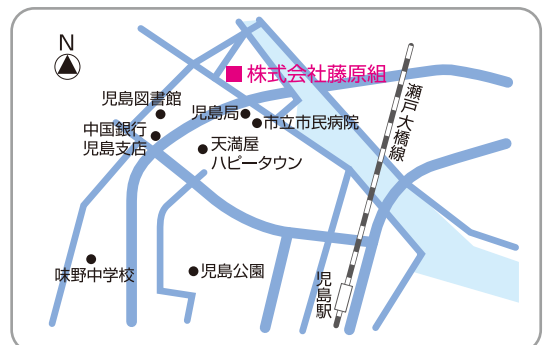 N
株式会社藤原組
児島図書館
児島局
市立市民病院
中国銀行
児島支店
天満屋
ハピータウン
瀬戸大橋線
味野中学校
児島公園
児島駅